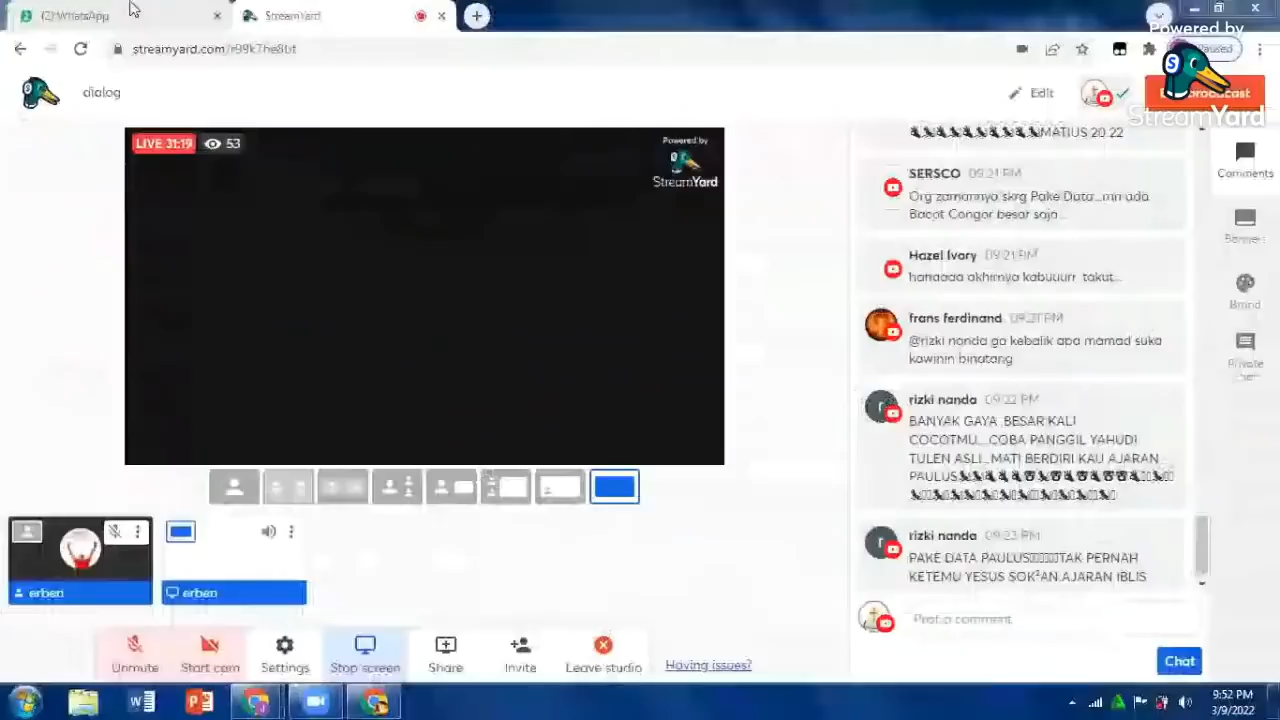 (2) WhatsApp
StreamYard
streamyard.com/r99k7he8bt
Paused
Powered by
StreamYard
dialog
Edit
broadcast
LIVE 31:19 53
Powered by
StreamYard
MATIUS 20 22
SERSCO 09:21 PM
Org zamannya skrg Pake Data...mn ada
Bacot Congor besar saja...
Hazel Ivory 09:21 PM
hahaaaa akhirnya kabuuurr takut...
frans ferdinand 09:21 PM
@rizki nanda ga kebalik apa mamad suka
kawinin binatang
rizki nanda 09:22 PM
BANYAK GAYA BESAR KALI
COCOTMU...COBA PANGGIL YAHUDI
TULEN ASLI...MATI BERDIRI KAU AJARAN
PAULUS
rizki nanda 09:23 PM
PAKE DATA PAULUS TAK PERNAH
KETEMU YESUS SOK²AN.AJARAN IBLIS
Post a comment
Chat
Comments
Banners
Brand
Private
erben
erben
Unmute
Start cam
Settings
Stop screen
Share
Invite
Leave studio
Having issues?
9:52 PM
3/9/2022